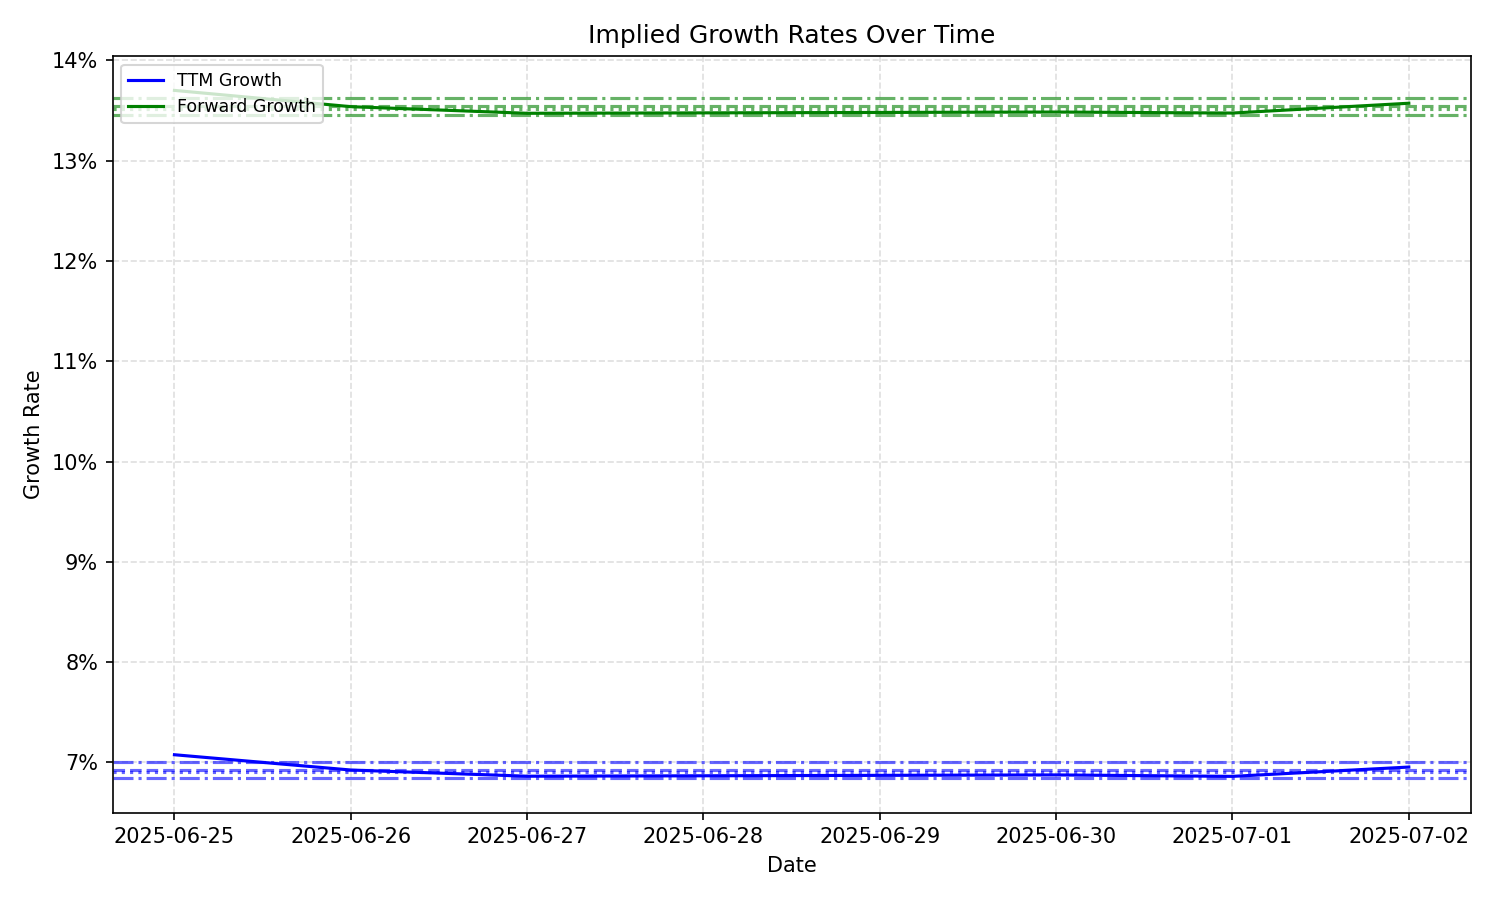 Implied Growth Rates Over Time
TTM Growth
Forward Growth
14%
13%
12%
11%
10%
9%
8%
7%
Growth Rate
2025-06-25 2025-06-26 2025-06-27 2025-06-28 2025-06-29 2025-06-30 2025-07-01 2025-07-02
Date